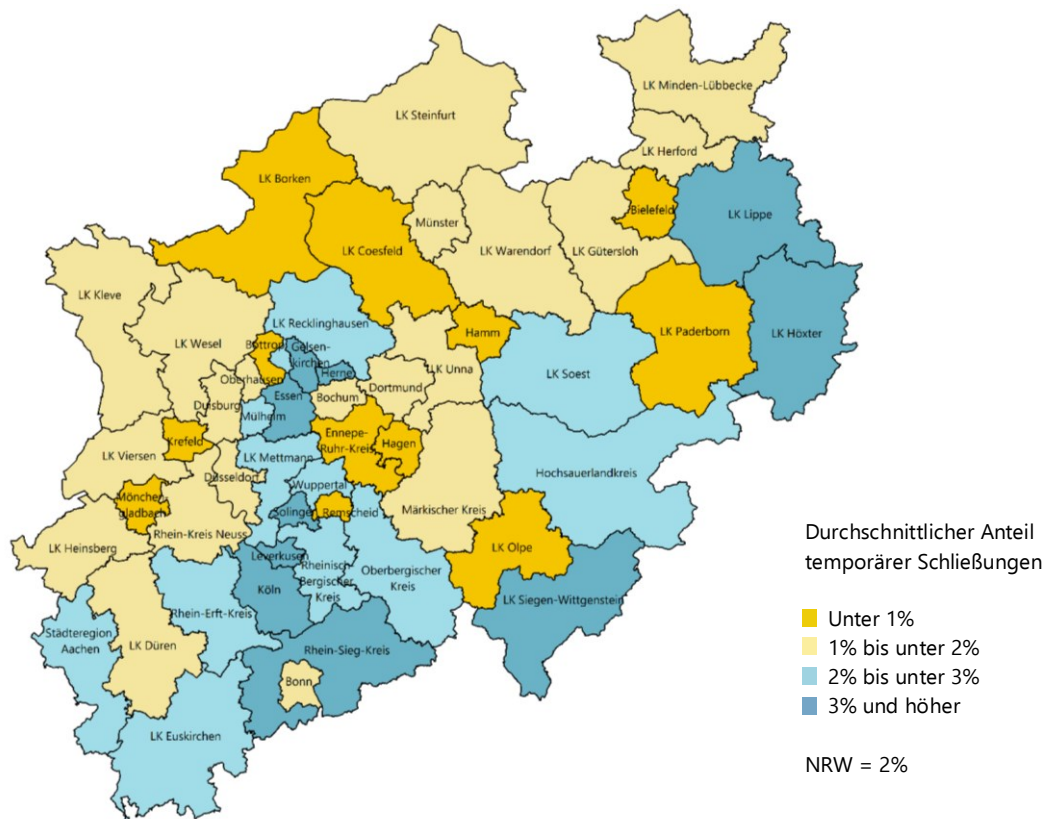 LK Minden-Lübbecke
LK Steinfurt
LK Herford
LK Borken
Bielefeld
LK Lippe
Münster
LK Coesfeld
LK Warendorf
LK Gütersloh
LK Kleve
LK Recklinghausen
Hamm
LK Paderborn
LK Höxter
LK Wesel
Bottrop
Gelsen-
kirchen
Herne
LK Unna
LK Soest
Oberhausen
Essen
Bochum
Dortmund
Duisburg
Mülheim
Krefeld
Ennepe-
Ruhr-Kreis
Hagen
LK Viersen
LK Mettmann
Hochsauerlandkreis
Düsseldorf
Wuppertal
Mönchen-
gladbach
Solingen
Remscheid
Märkischer Kreis
Rhein-Kreis Neuss
LK Heinsberg
Leverkusen
Rheinisch-
Bergischer
Kreis
Oberbergischer
Kreis
LK Olpe
Köln
Rhein-Erft-Kreis
LK Siegen-Wittgenstein
Städteregion
Aachen
LK Düren
Rhein-Sieg-Kreis
Bonn
LK Euskirchen
Durchschnittlicher Anteil
temporärer Schließungen
Unter 1%
1% bis unter 2%
2% bis unter 3%
3% und höher
NRW = 2%